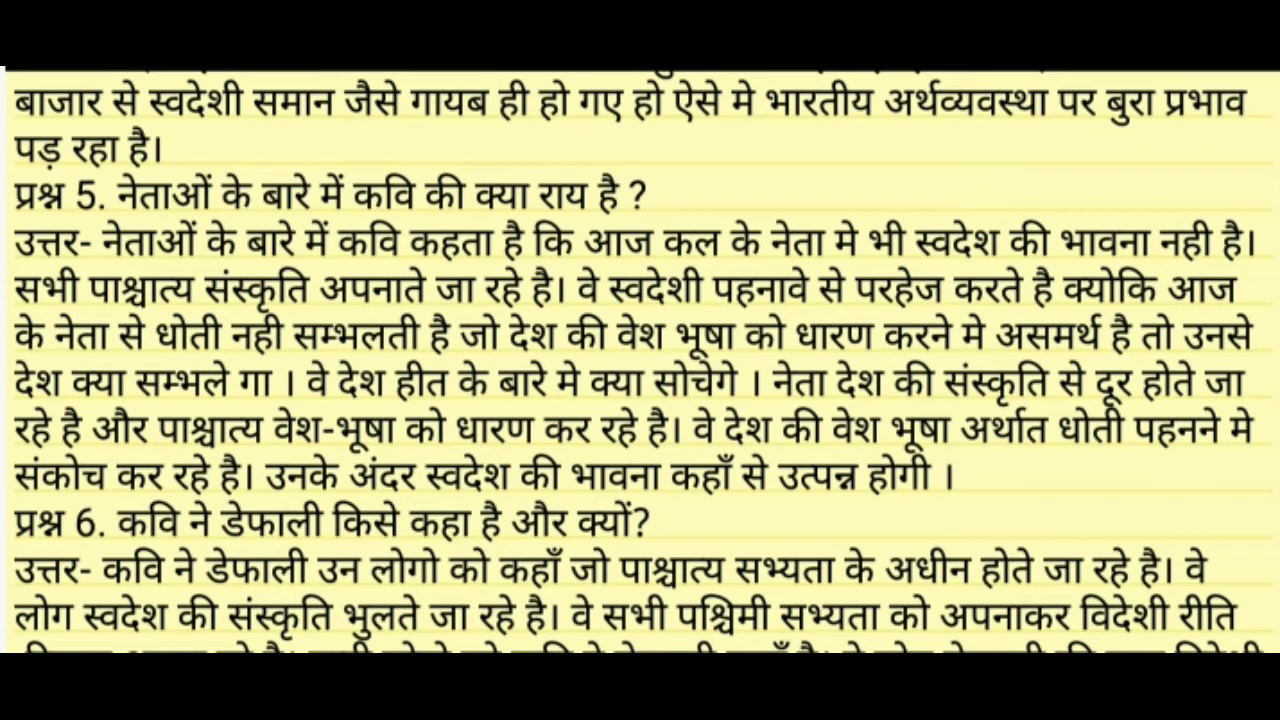 बाजार से स्वदेशी समान जैसे गायब ही हो गए हो ऐसे मे भारतीय अर्थव्यवस्था पर बुरा प्रभाव
पड़ रहा है।
प्रश्न 5. नेताओं के बारे में कवि की क्या राय है ?
उत्तर- नेताओं के बारे में कवि कहता है कि आज कल के नेता मे भी स्वदेश की भावना नही है।
सभी पाश्चात्य संस्कृति अपनाते जा रहे है। वे स्वदेशी पहनावे से परहेज करते है क्योकि आज
के नेता से धोती नही सम्भलती है जो देश की वेश भूषा को धारण करने मे असमर्थ है तो उनसे
देश क्या सम्भले गा । वे देश हीत के बारे मे क्या सोचेगे । नेता देश की संस्कृति से दूर होते जा
रहे है और पाश्चात्य वेश-भूषा को धारण कर रहे है। वे देश की वेश भूषा अर्थात धोती पहनने मे
संकोच कर रहे है। उनके अंदर स्वदेश की भावना कहाँ से उत्पन्न होगी ।
प्रश्न 6. कवि ने डेफाली किसे कहा है और क्यों?
उत्तर- कवि ने डेफाली उन लोगो को कहाँ जो पाश्चात्य सभ्यता के अधीन होते जा रहे है। वे
लोग स्वदेश की संस्कृति भुलते जा रहे है। वे सभी पश्चिमी सभ्यता को अपनाकर विदेशी रीति